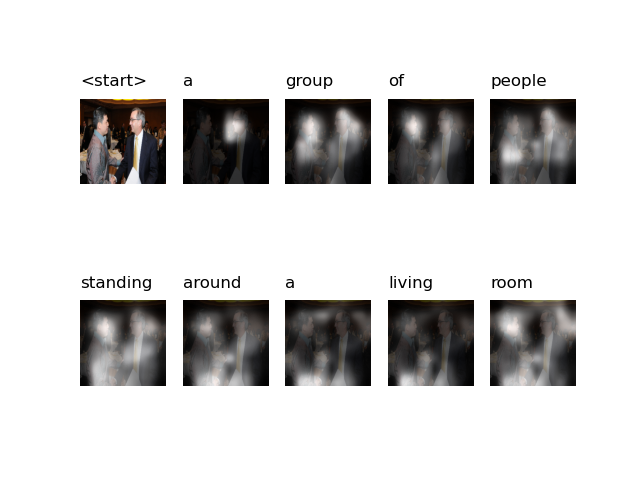 <start> a group of people
standing around a living room